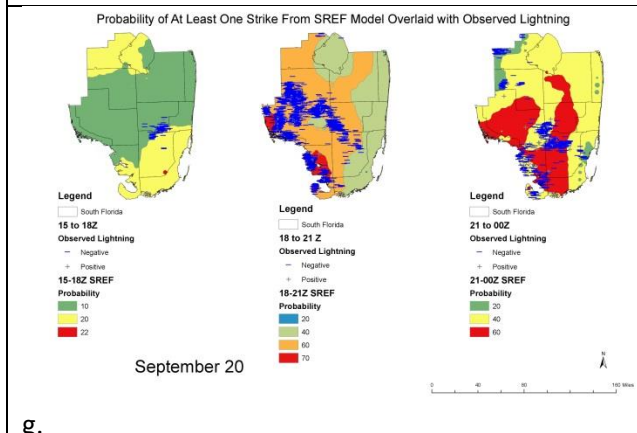 Probability of At Least One Strike From SREF Model Overlaid with Observed Lightning
Legend
South Florida
15 to 18Z
Observed Lightning
Negative
Positive
15-18Z SREF
Probability
10
20
22
Legend
South Florida
18 to 21 Z
Observed Lightning
Negative
Positive
18-21Z SREF
Probability
20
40
60
70
Legend
South Florida
21 to 00Z
Observed Lightning
Negative
Positive
21-00Z SREF
Probability
20
40
60
September 20
N
0 40 80 120 160 Miles
g.